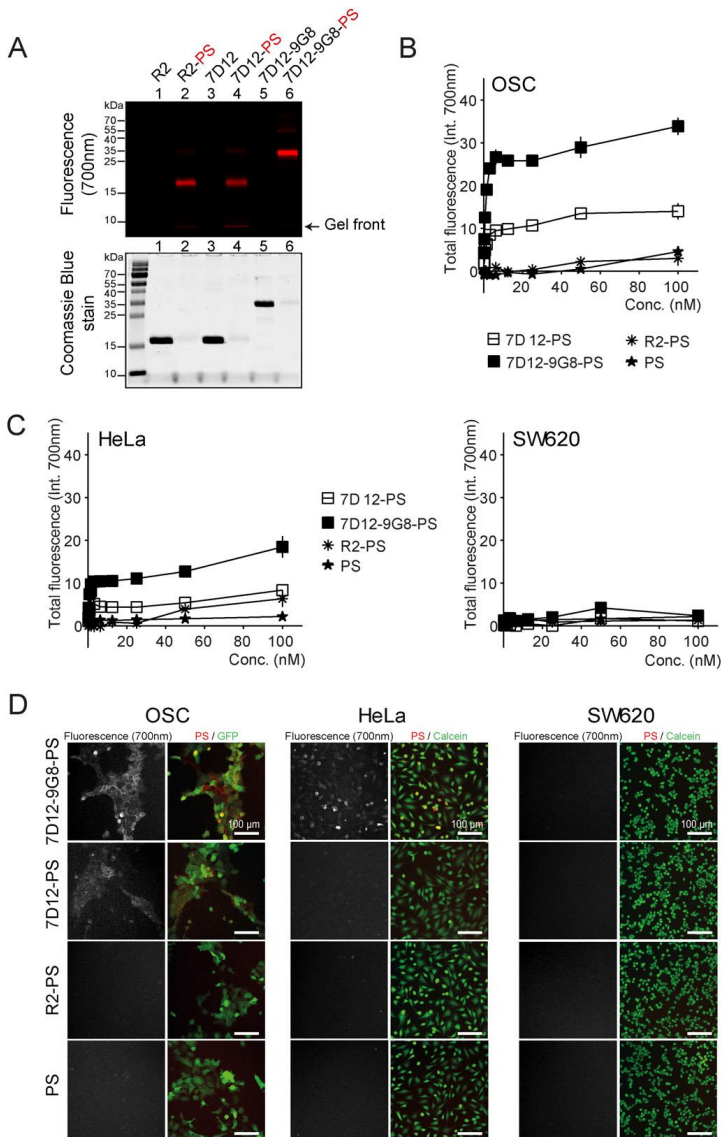 A
R2
R2-PS
7D12
7D12-PS
7D12-9G8
7D12-9G8-PS
kDa 1 2 3 4 5 6
70
55
40
35
25
15
10
Fluorescence
(700nm)
Gel front
kDa 1 2 3 4 5 6
70
55
40
35
25
15
10
Coomassie Blue
stain
B
OSC
Total fluorescence (Int. 700nm)
40
30
20
10
0
0 20 40 60 80 100
Conc. (nM)
7D12-PS
7D12-9G8-PS
R2-PS
PS
C
HeLa
Total fluorescence (Int. 700nm)
40
20
10
0
0 20 40 60 80 100
Conc. (nM)
7D12-PS
7D12-9G8-PS
R2-PS
PS
SW620
Total fluorescence (Int. 700nm)
40
20
10
0
0 20 40 60 80 100
Conc. (nM)
D
OSC HeLa SW620
Fluorescence (700nm) PS / GFP Fluorescence (700nm) PS / Calcein Fluorescence (700nm) PS / Calcein
7D12-9G8-PS
100 µm 100 µm 100 µm
7D12-PS
R2-PS
PS